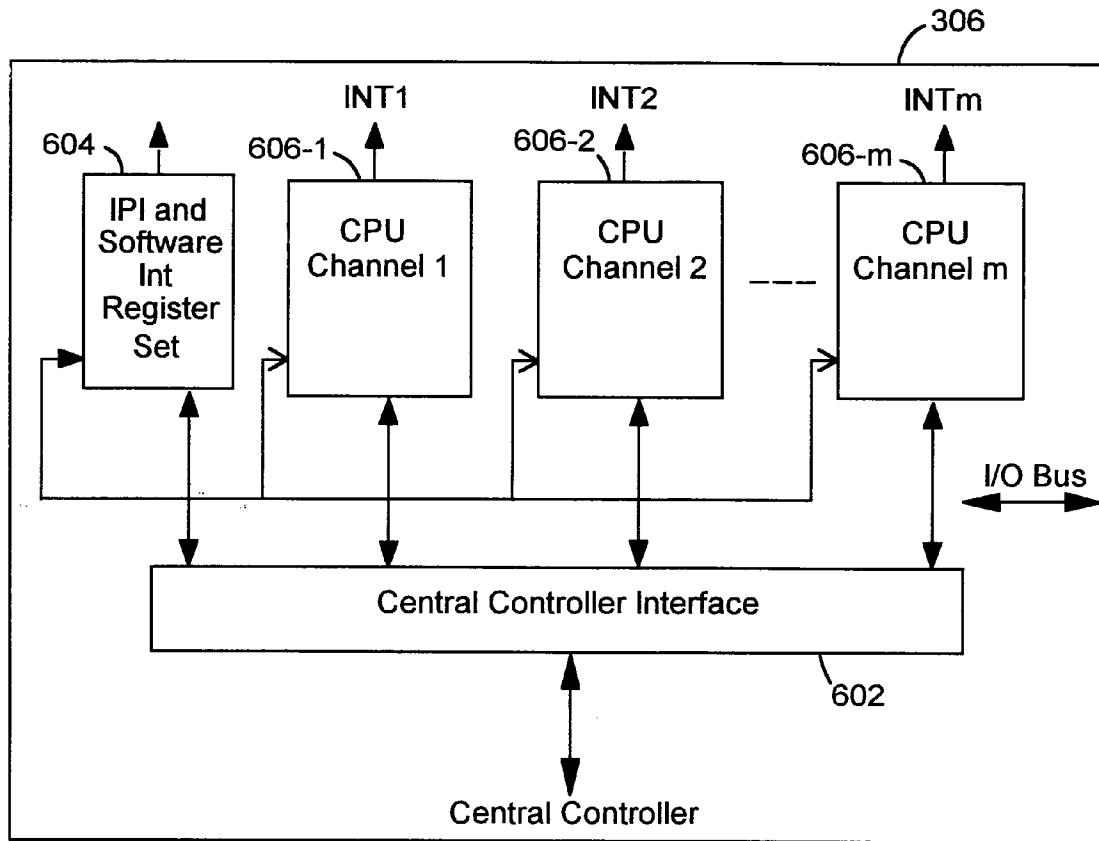 306
INT1
INT2
INTm
604
606-1
606-2
606-m
IPI and
Software
Int
Register
Set
CPU
Channel 1
CPU
Channel 2
CPU
Channel m
I/O Bus
Central Controller Interface
602
Central Controller